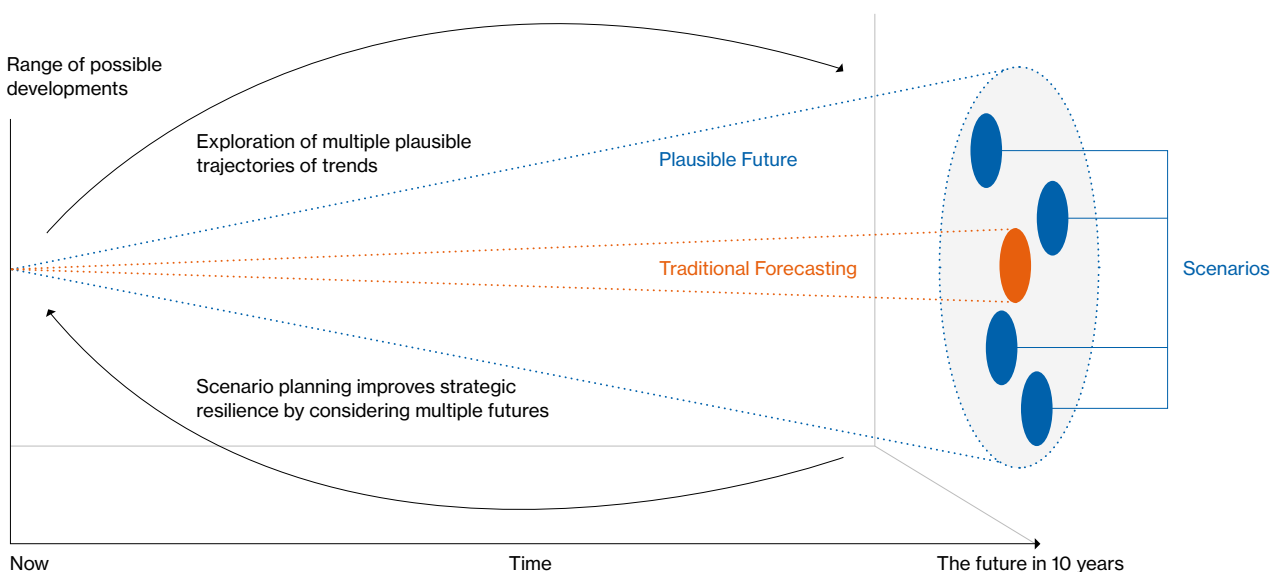 Range of possible
developments
Exploration of multiple plausible
trajectories of trends
Plausible Future
Traditional Forecasting
Scenarios
Scenario planning improves strategic
resilience by considering multiple futures
Now
Time
The future in 10 years